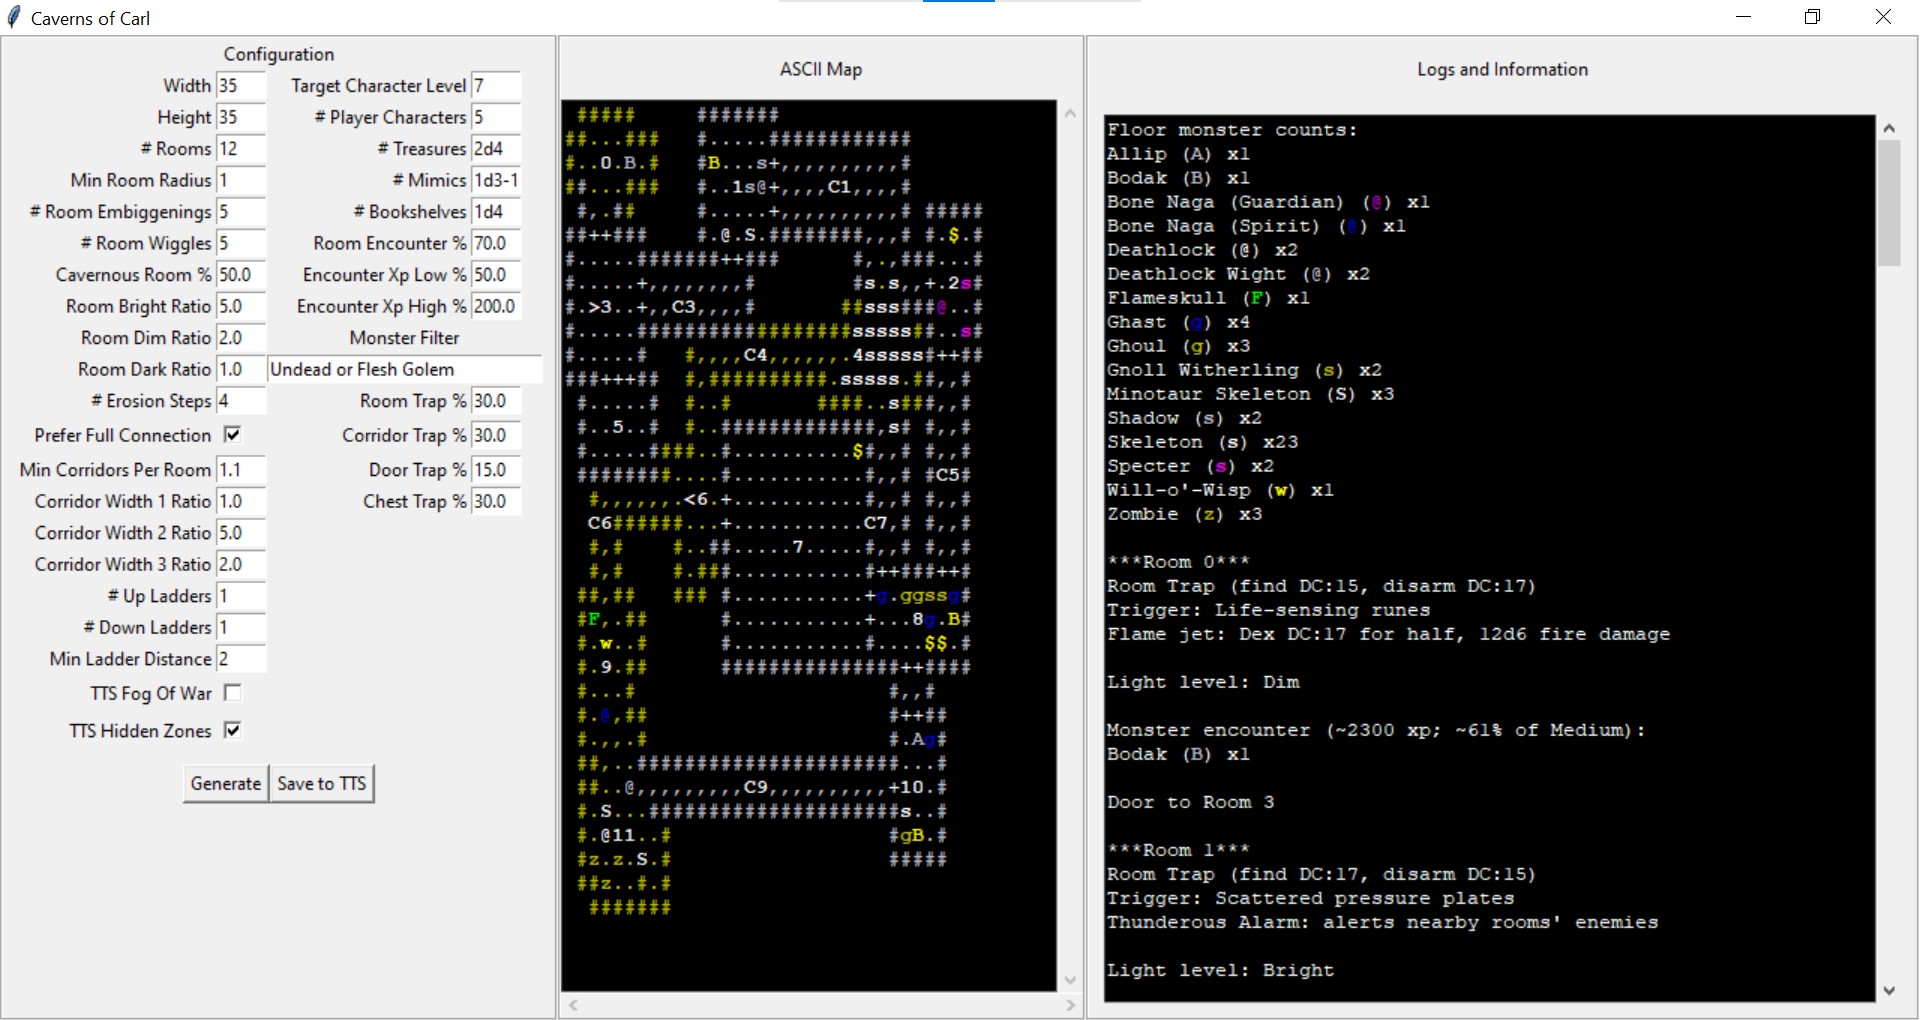 Caverns of Carl
Configuration
Width 35 Target Character Level 7
Height 35 # Player Characters 5
# Rooms 12 # Treasures 2d4
Min Room Radius 1 # Mimics 1d3-1
# Room Embiggenings 5 # Bookshelves 1d4
# Room Wiggles 5 Room Encounter % 70.0
Cavernous Room % 50.0 Encounter Xp Low % 50.0
Room Bright Ratio 5.0 Encounter Xp High % 200.0
Room Dim Ratio 2.0 Monster Filter
Room Dark Ratio 1.0 Undead or Flesh Golem
# Erosion Steps 4 Room Trap % 30.0
Prefer Full Connection Corridor Trap % 30.0
Min Corridors Per Room 1.1 Door Trap % 15.0
Corridor Width 1 Ratio 1.0 Chest Trap % 30.0
Corridor Width 2 Ratio 5.0
Corridor Width 3 Ratio 2.0
# Up Ladders 1
# Down Ladders 1
Min Ladder Distance 2
TTS Fog Of War
TTS Hidden Zones
Generate Save to TTS
ASCII Map
 #####     #######
##...###   #.....############
#..0.B.#   #B...s+,,,,,,,,,,#
##...###   #..1s@+,,,,C1,,,,#
 #,.##     #.....+,,,,,,,,,,# #####
##++###    #.@.S.########,,,# #.$.#
#.....#######++###      #,.,###...#
#.....+,,,,,,,,#        #s.s,,+.2s#
#.>3..+,,C3,,,,#       ##sss###@..#
#.....##################sssss##..s#
#.....#   #,,,,C4,,,,,,,.4sssss#++##
###+++##  #,##########.sssss.##,,#
 #.....#  #..#       ####..s###,,#
 #..5..#  #..#############,s# #,,#
 #.....####..#..........$#,,# #,,#
 ########....#...........#,,# #C5#
  #,,,,,,,<6.+...........#,,# #,,#
  C6######...+...........C7,# #,,#
  #,#    #..##.....7.....#,,# #,,#
  #,#    #.###...........#++###++#
 ##,##   ### #...........+g.ggssg#
 #F,.##      #...........+...8g.B#
 #.w..#      #...........#....$$.#
 #.9.##      ###############++####
 #...#                     #,,#
 #.@,##                    #++##
 #.,,.#                    #.Ag#
 ##,..######################...#
 ##..@,,,,,,,,,C9,,,,,,,,,,+10.#
 #.S...#####################s..#
 #.@11..#                  #gB.#
 #z.z.S.#                  #####
 ##z..#.#
  #######
Logs and Information
Floor monster counts:
Allip (A) x1
Bodak (B) x1
Bone Naga (Guardian) (@) x1
Bone Naga (Spirit) (@) x1
Deathlock (@) x2
Deathlock Wight (@) x2
Flameskull (F) x1
Ghast (g) x4
Ghoul (g) x3
Gnoll Witherling (s) x2
Minotaur Skeleton (S) x3
Shadow (s) x2
Skeleton (s) x23
Specter (s) x2
Will-o'-Wisp (w) x1
Zombie (z) x3
***Room 0***
Room Trap (find DC:15, disarm DC:17)
Trigger: Life-sensing runes
Flame jet: Dex DC:17 for half, 12d6 fire damage
Light level: Dim
Monster encounter (~2300 xp; ~61% of Medium):
Bodak (B) x1
Door to Room 3
***Room 1***
Room Trap (find DC:17, disarm DC:15)
Trigger: Scattered pressure plates
Thunderous Alarm: alerts nearby rooms' enemies
Light level: Bright